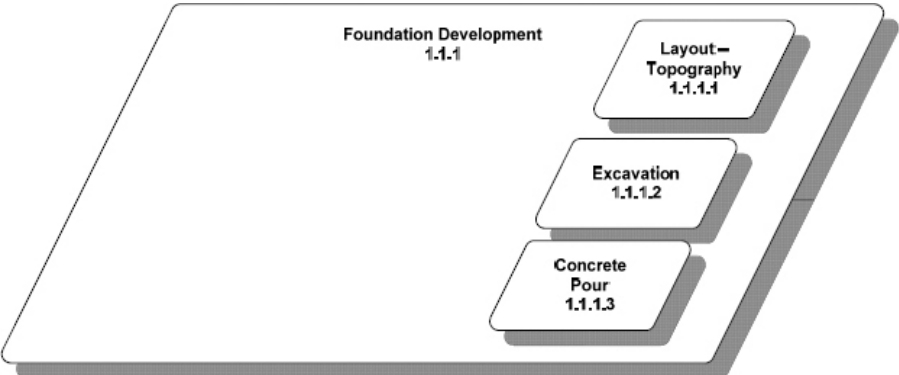 Foundation Development
1.1.1
Layout–
Topography
1.1.1.1
Excavation
1.1.1.2
Concrete
Pour
1.1.1.3